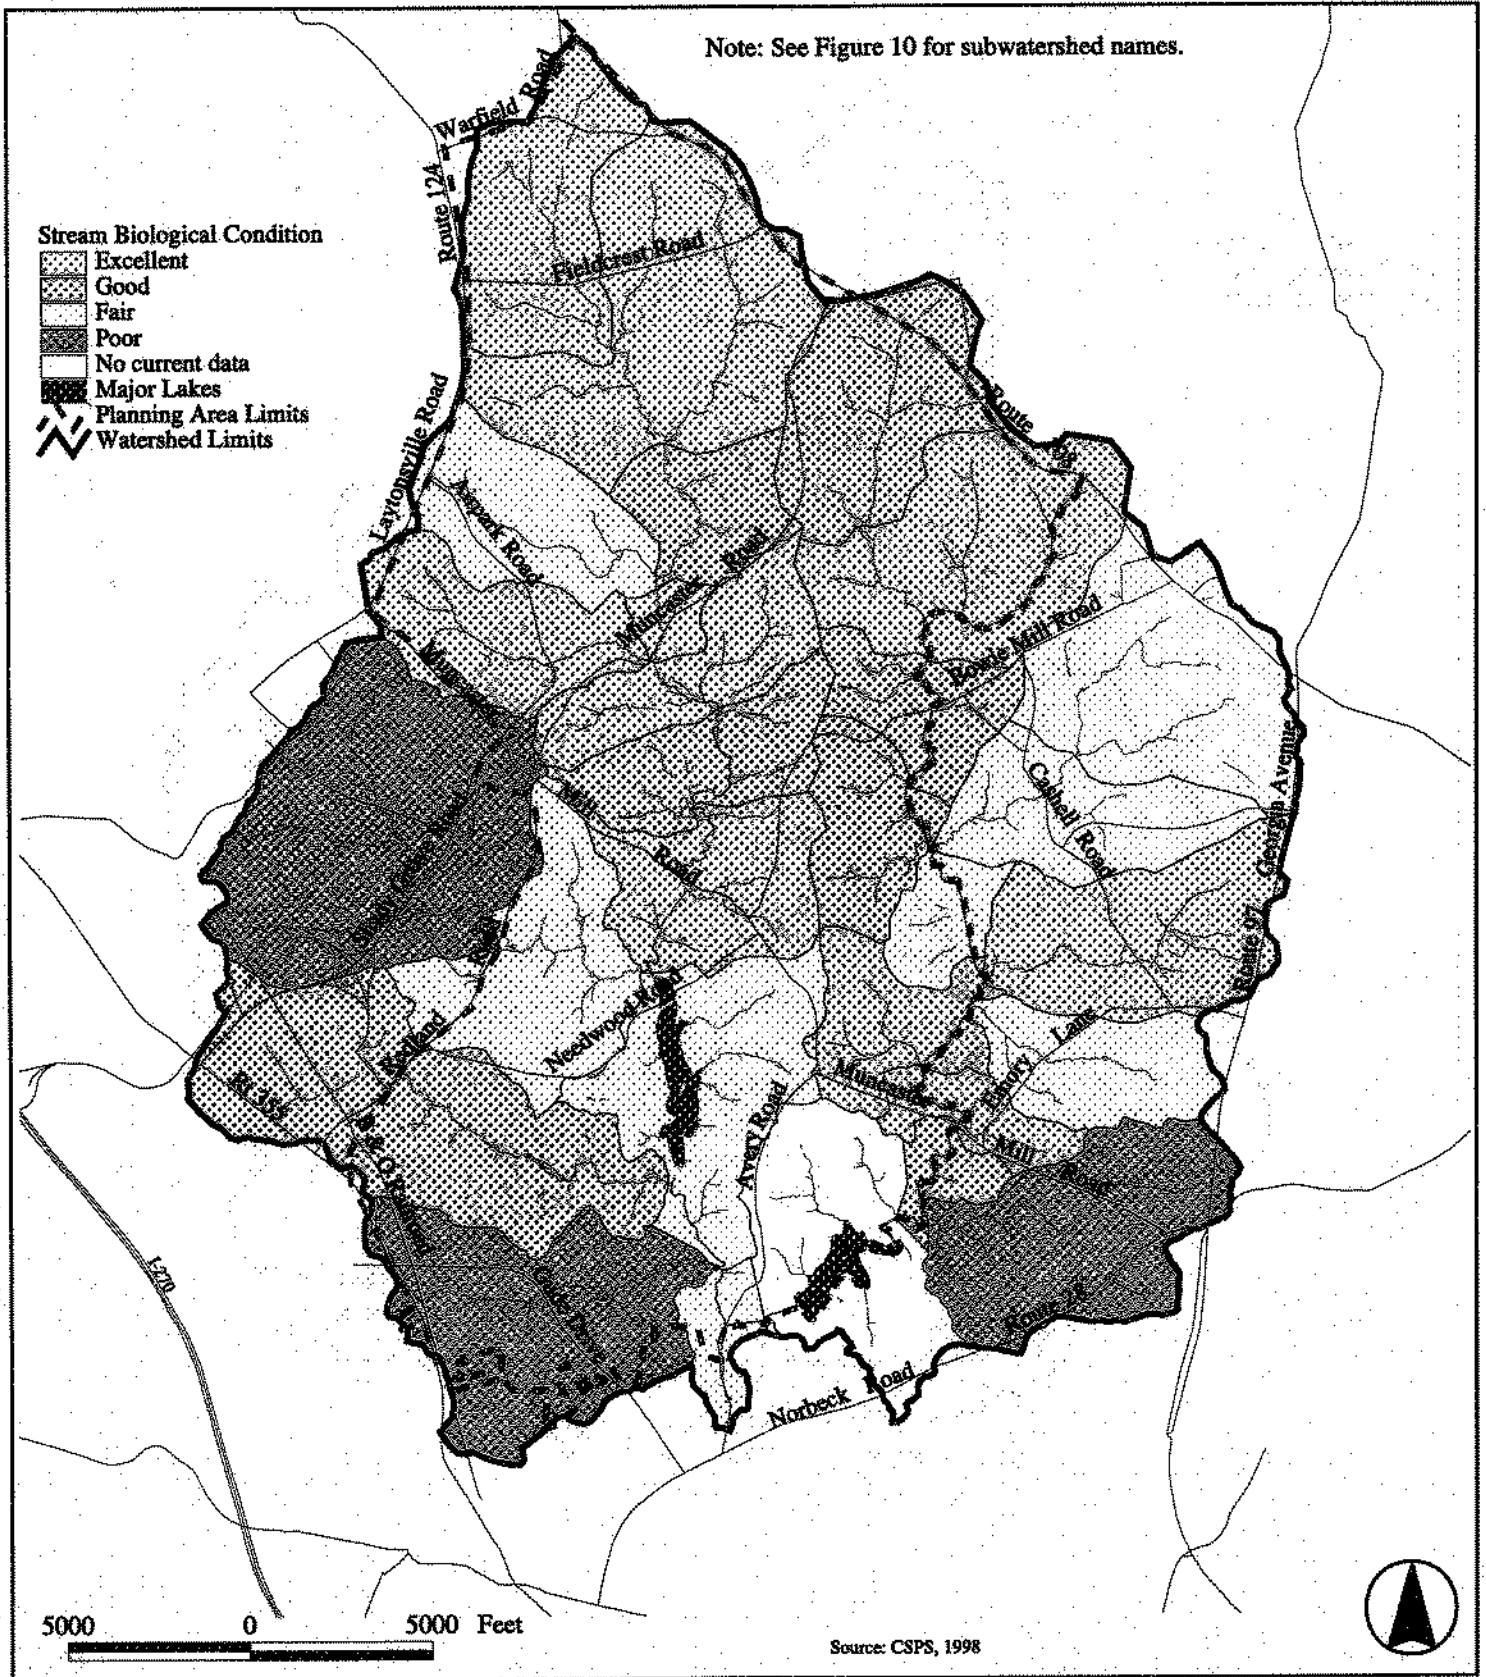 Note: See Figure 10 for subwatershed names.
Warfield Road
Route 124
Stream Biological Condition
Excellent
Good
Fair
Poor
No current data
Major Lakes
Planning Area Limits
Watershed Limits
Fieldcrest Road
Laytonsville Road
Route
Road
Muncaster Road
Bowie Mill Road
Mill
Road
Cashell Road
Georgia Avenue
Route 97
Road
Needwood Road
Redland
Rt 355
Emory Lane
Muncaster
Mill Road
Avery Road
I-270
Route 28
Norbeck Road
5000 0 5000 Feet
Source: CSPS, 1998